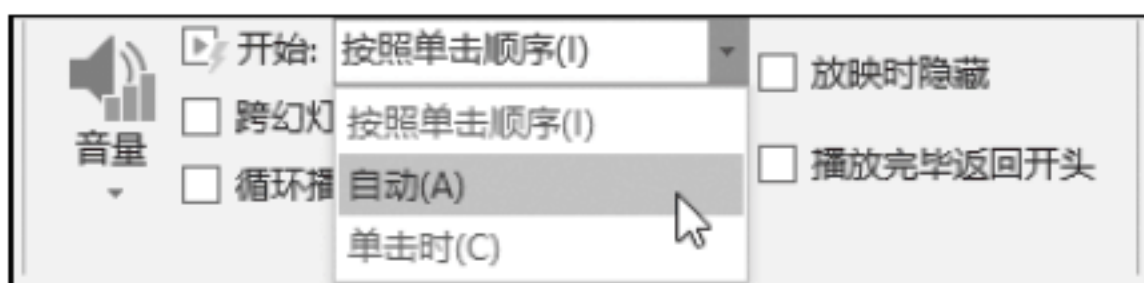 音量
开始: 按照单击顺序(I)
跨幻灯
循环播
按照单击顺序(I)
自动(A)
单击时(C)
放映时隐藏
播放完毕返回开头